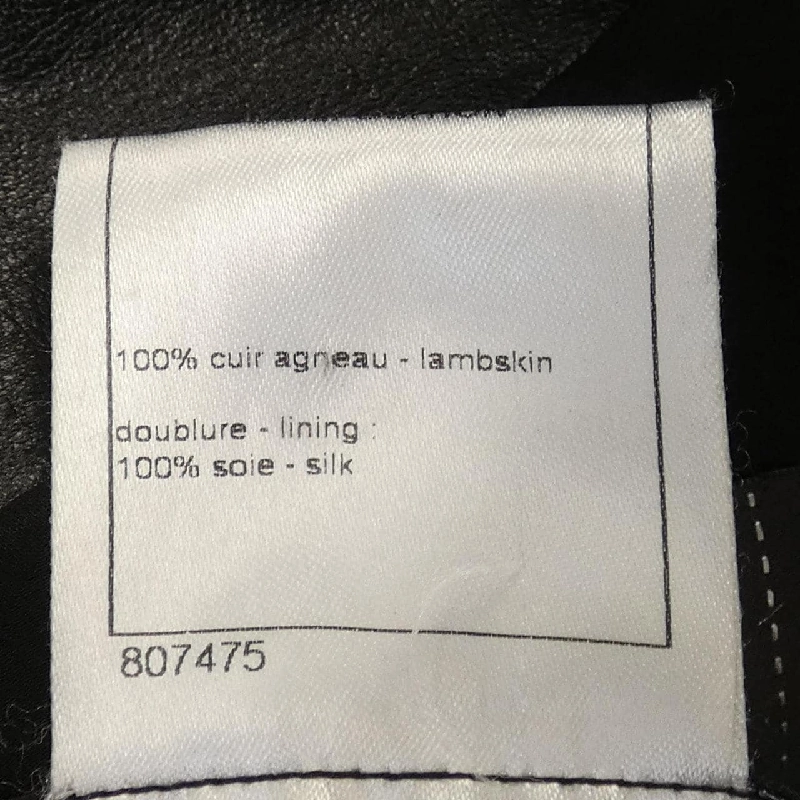 100% cuir agneau - lambskin
doublure - lining :
100% soie - silk
807475